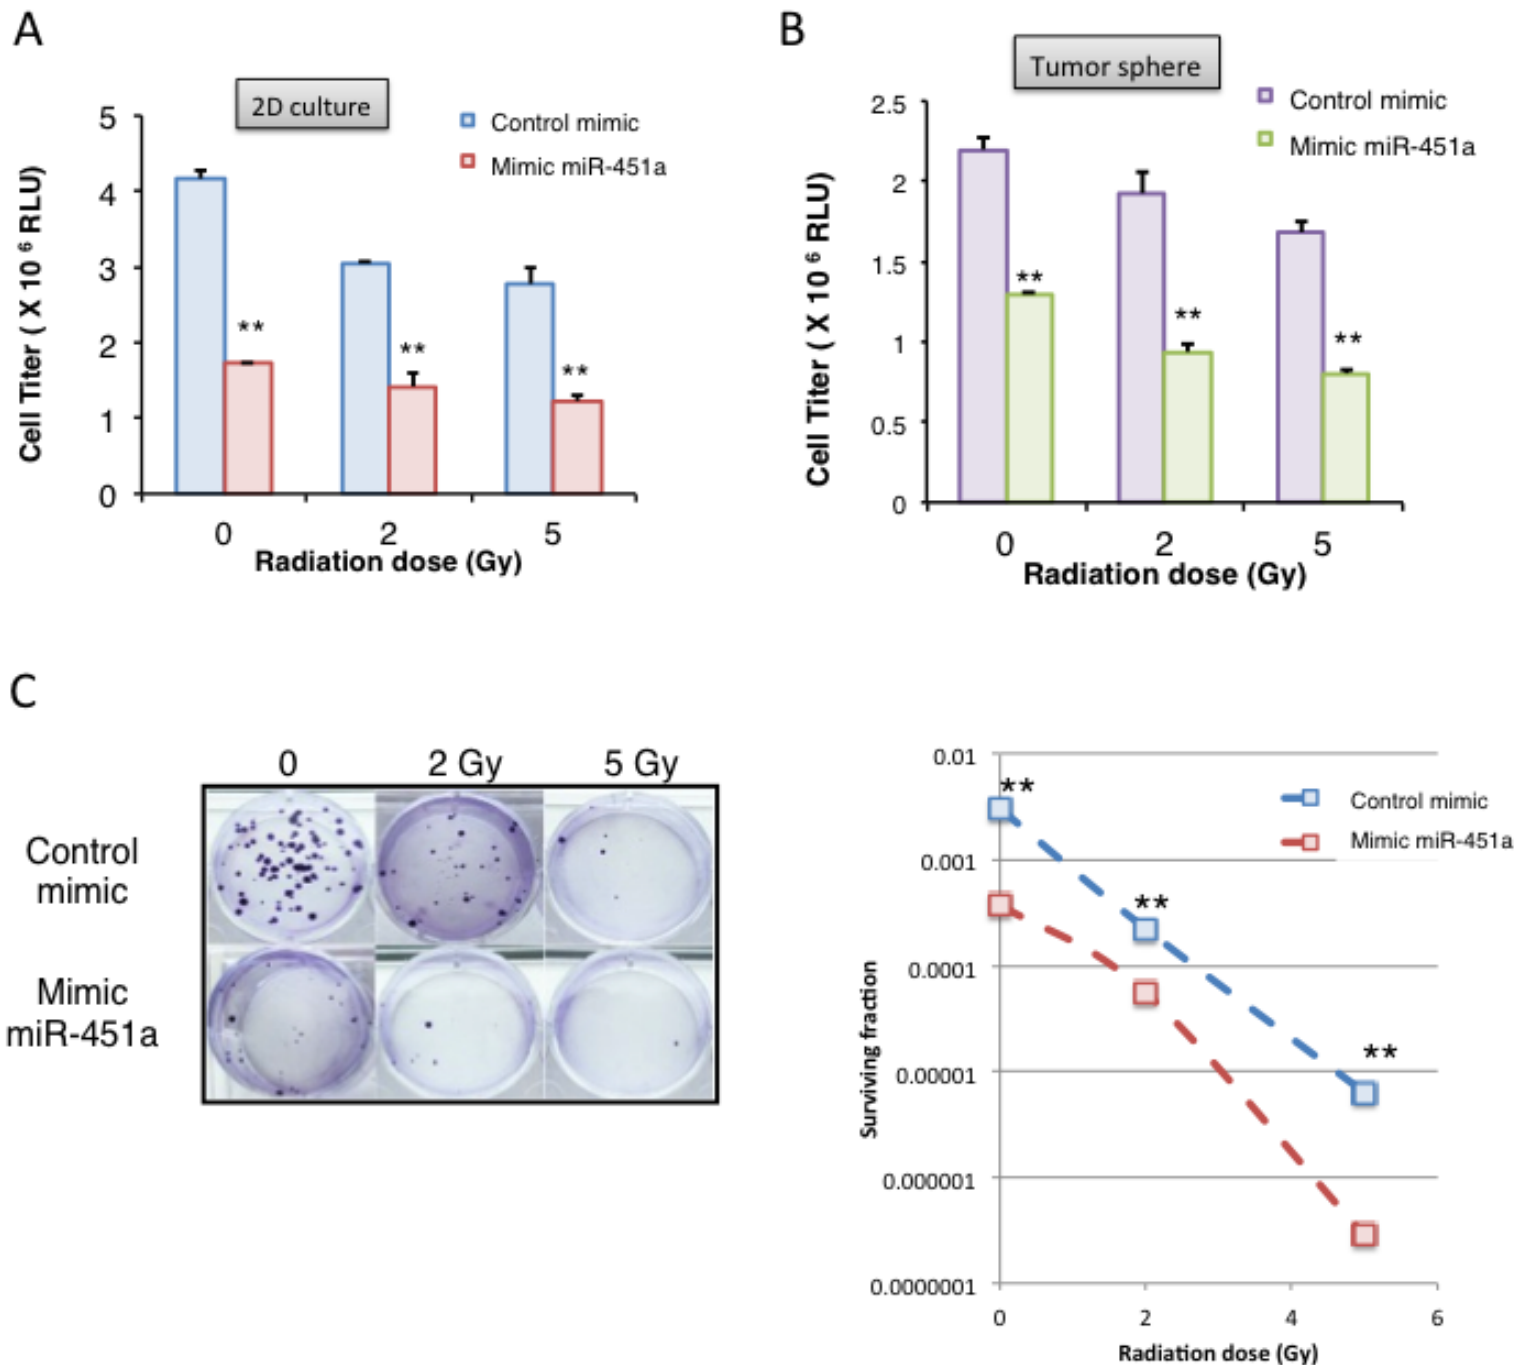 A
2D culture
Control mimic
Mimic miR-451a
Cell Titer ( X 10 6 RLU)
5
4
3
2
1
0
**
**
**
0 2 5
Radiation dose (Gy)
B
Tumor sphere
Control mimic
Mimic miR-451a
Cell Titer ( X 10 6 RLU)
2.5
2
1.5
1
0.5
0
**
**
**
0 2 5
Radiation dose (Gy)
C
0 2 Gy 5 Gy
Control
mimic
Mimic
miR-451a
Surviving fraction
0.01
0.001
0.0001
0.00001
0.000001
0.0000001
**
**
**
Control mimic
Mimic miR-451a
0 2 4 6
Radiation dose (Gy)